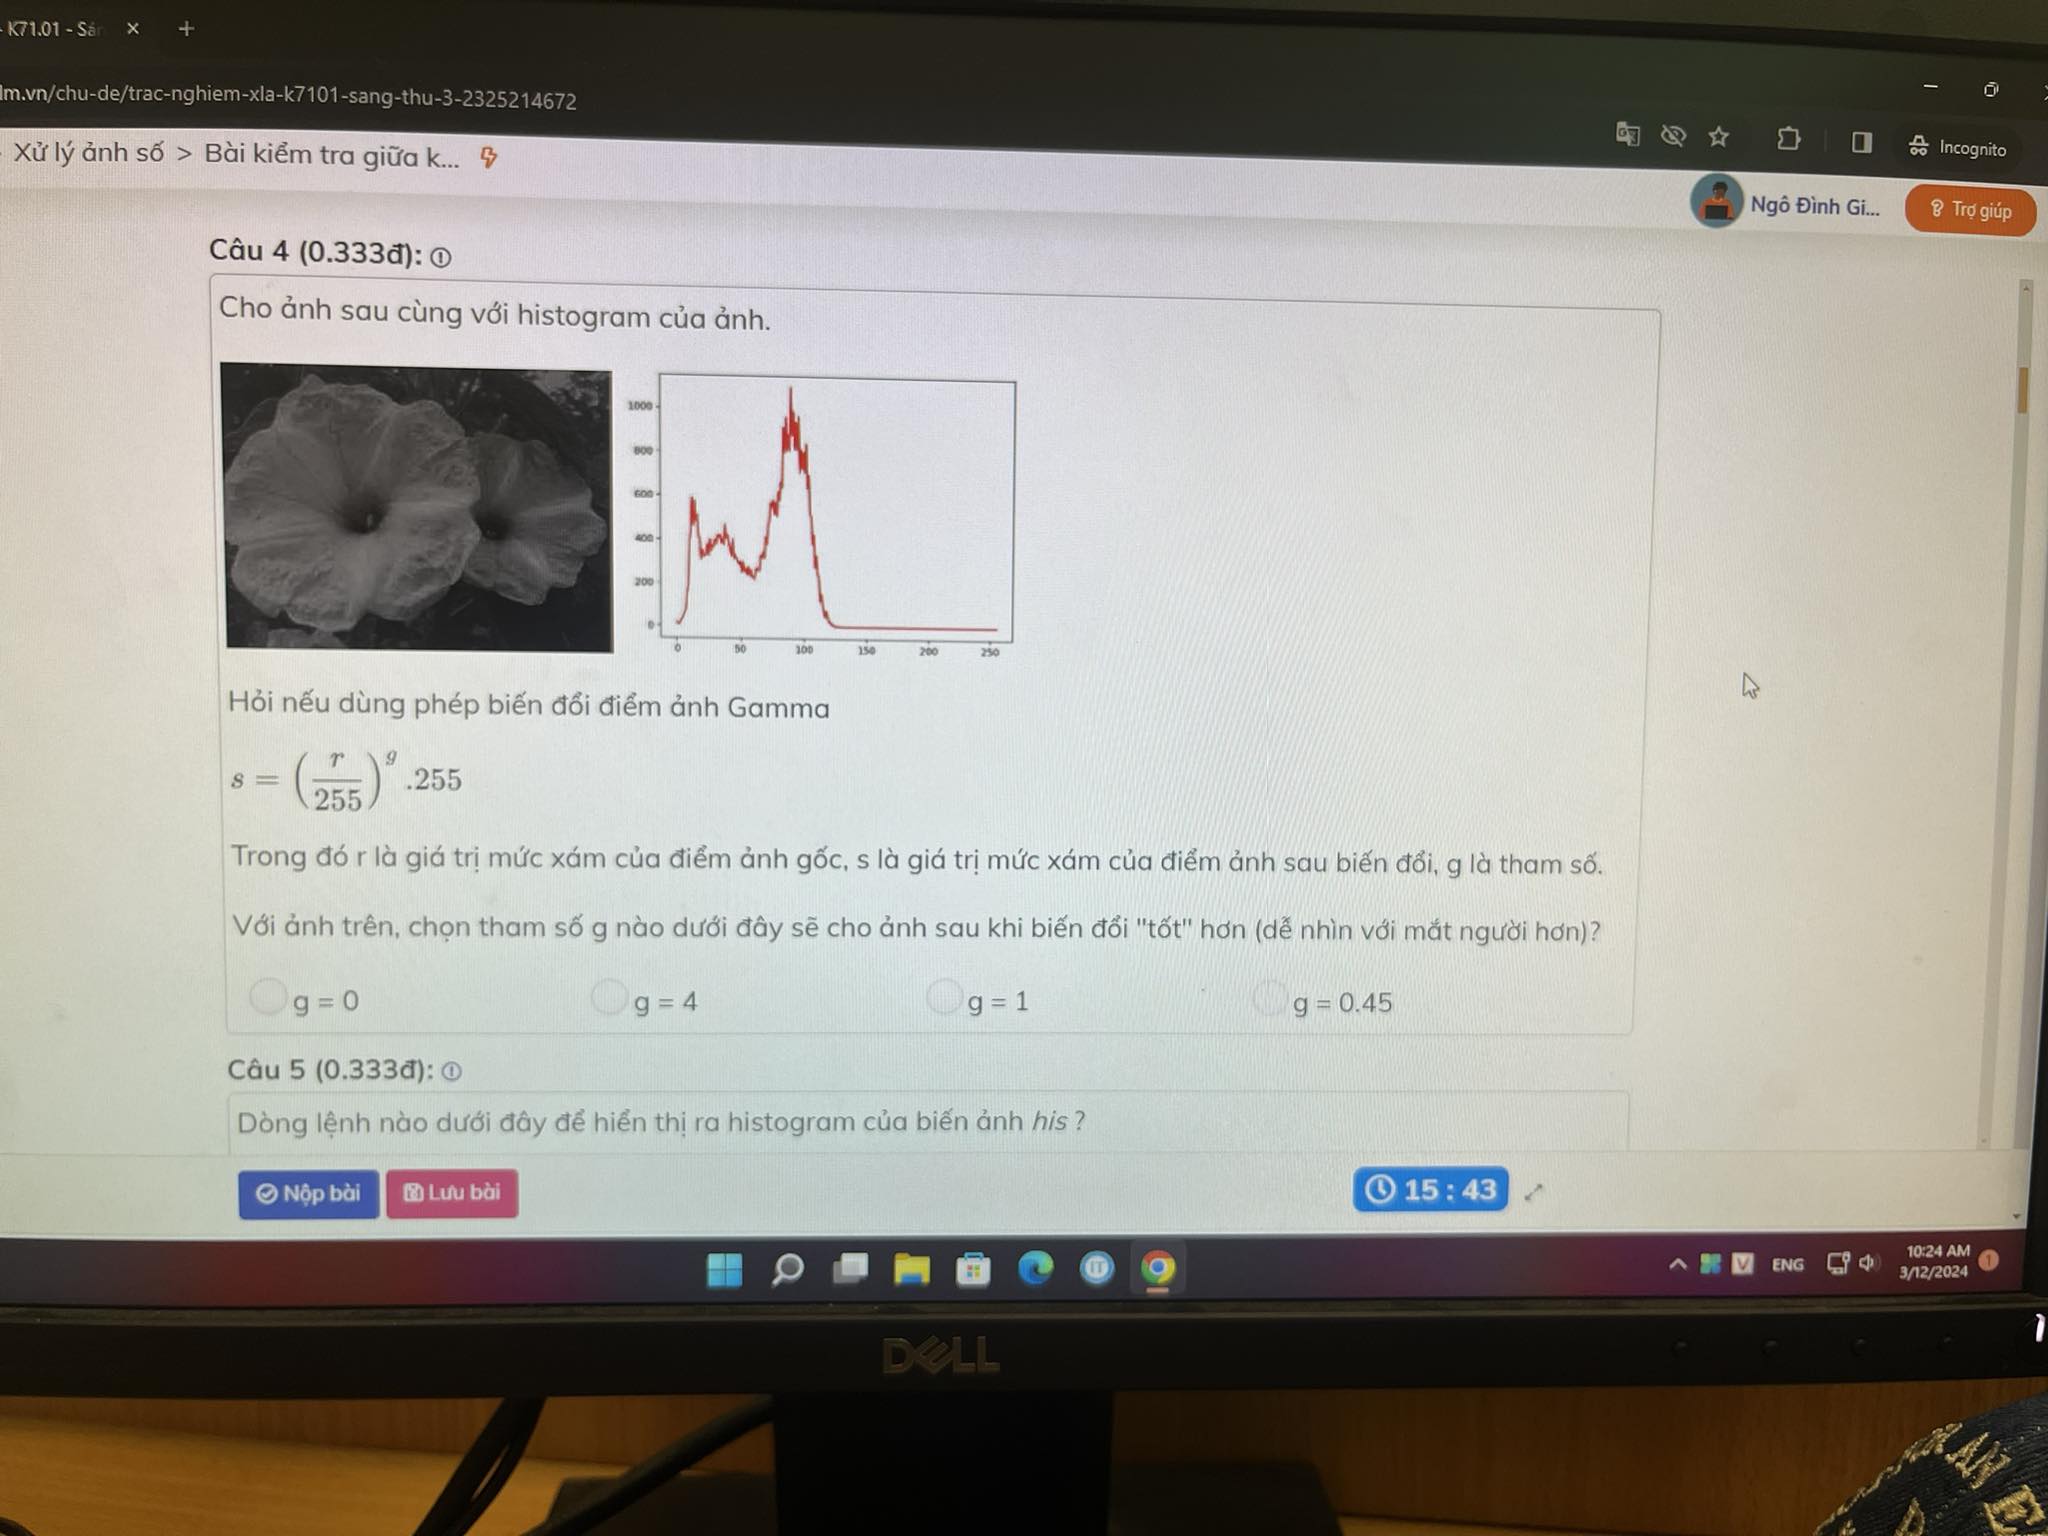 - K71.01 - Sán
lm.vn/chu-de/trac-nghiem-xla-k7101-sang-thu-3-2325214672
Incognito
Xử lý ảnh số > Bài kiểm tra giữa k...
Ngô Đình Gi...
Trợ giúp
Câu 4 (0.333đ):
Cho ảnh sau cùng với histogram của ảnh.
1000
800
600
400
200
0
0 50 100 150 200 250
Hỏi nếu dùng phép biến đổi điểm ảnh Gamma
s = (r/255)^g .255
Trong đó r là giá trị mức xám của điểm ảnh gốc, s là giá trị mức xám của điểm ảnh sau biến đổi, g là tham số.
Với ảnh trên, chọn tham số g nào dưới đây sẽ cho ảnh sau khi biến đổi "tốt" hơn (dễ nhìn với mắt người hơn)?
g = 0 g = 4 g = 1 g = 0.45
Câu 5 (0.333đ):
Dòng lệnh nào dưới đây để hiển thị ra histogram của biến ảnh his ?
Nộp bài Lưu bài 15 : 43
IT
V ENG 10:24 AM
3/12/2024 1
DELL